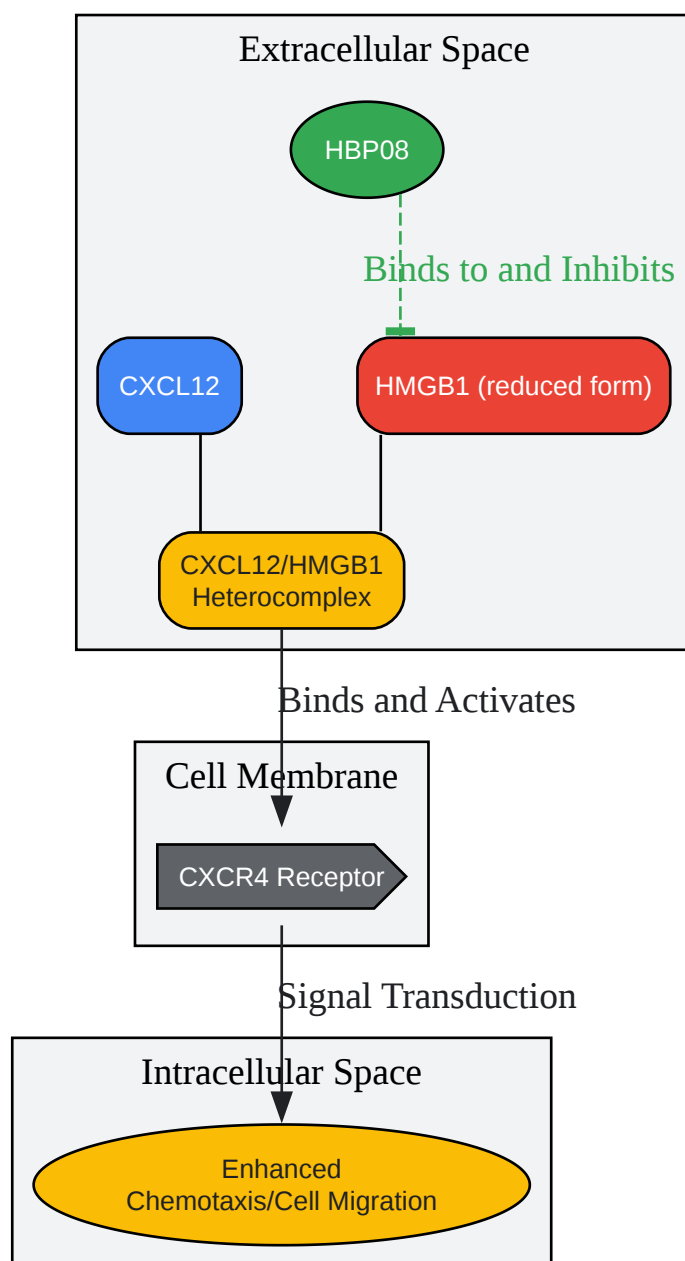 Extracellular Space
HBP08
Binds to and Inhibits
CXCL12
HMGB1 (reduced form)
CXCL12/HMGB1
Heterocomplex
Binds and Activates
Cell Membrane
CXCR4 Receptor
Signal Transduction
Intracellular Space
Enhanced
Chemotaxis/Cell Migration